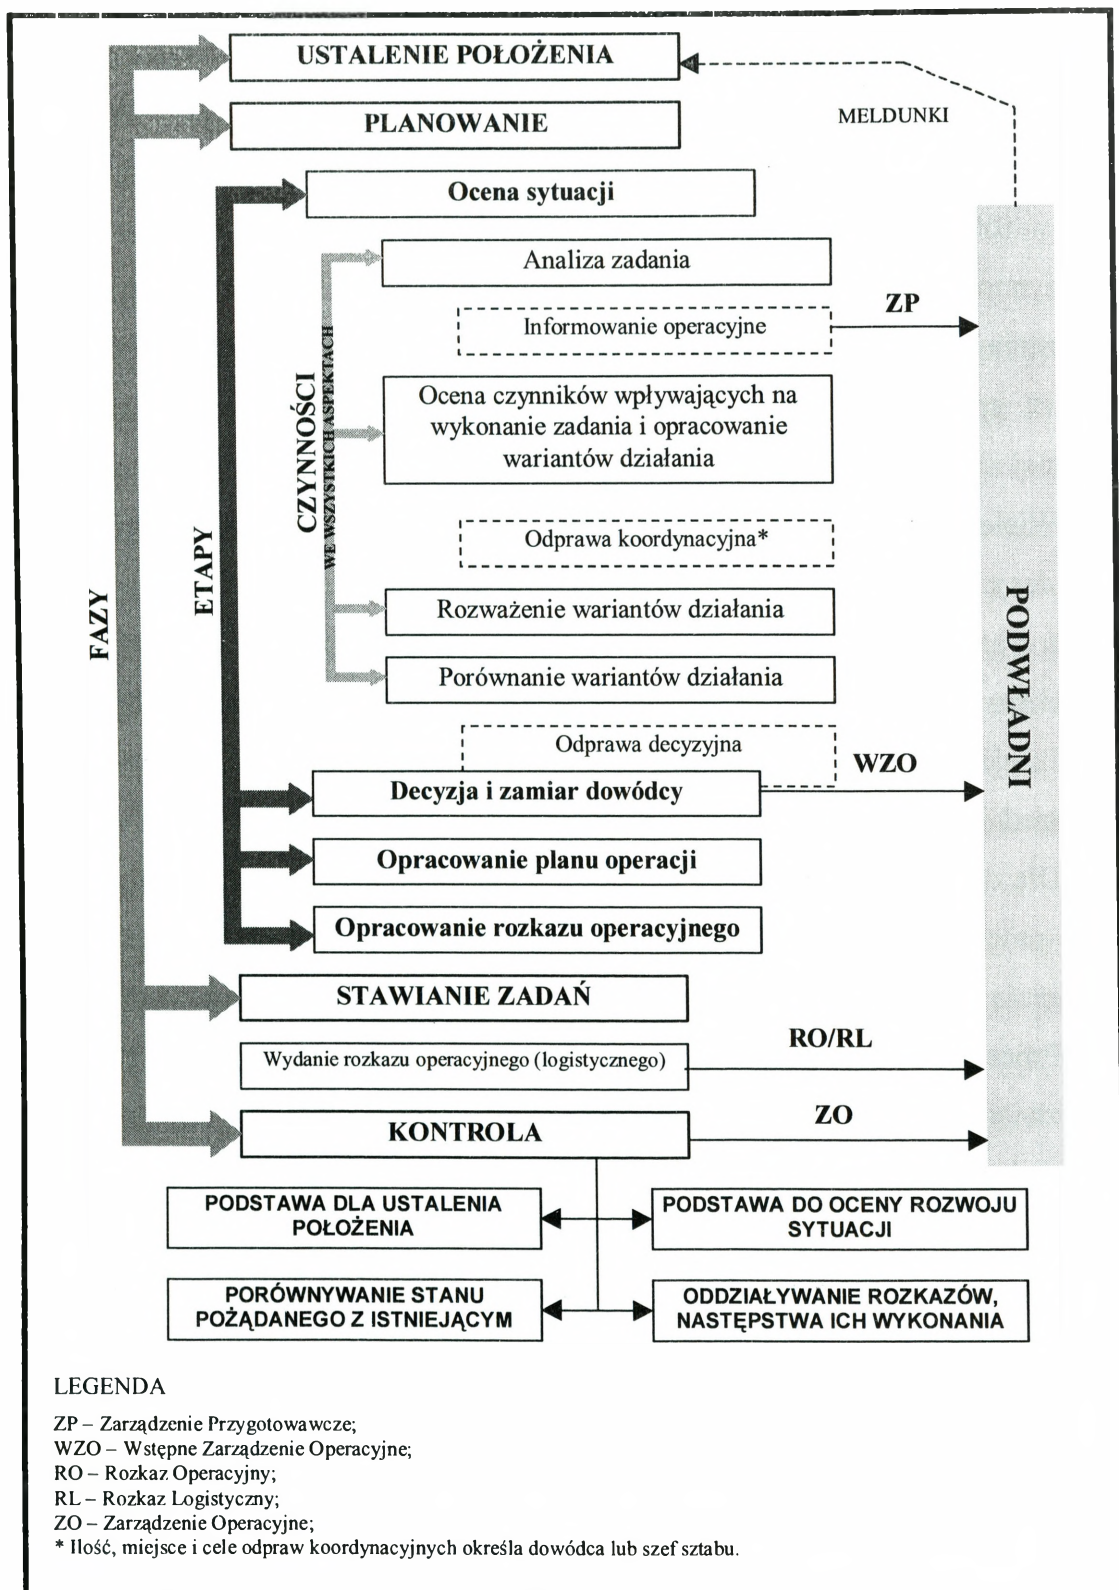 USTALENIE POŁOŻENIA
MELDUNKI
PLANOWANIE
Ocena sytuacji
Analiza zadania
ZP
Informowanie operacyjne
CZYNNOŚCI
WE WSZYSTKICH ASPEKTACH
Ocena czynników wpływających na
wykonanie zadania i opracowanie
wariantów działania
Odprawa koordynacyjna*
ETAPY
FAZY
PODWŁADNI
Rozważenie wariantów działania
Porównanie wariantów działania
Odprawa decyzyjna
WZO
Decyzja i zamiar dowódcy
Opracowanie planu operacji
Opracowanie rozkazu operacyjnego
STAWIANIE ZADAŃ
RO/RL
Wydanie rozkazu operacyjnego (logistycznego)
ZO
KONTROLA
PODSTAWA DLA USTALENIA
POŁOŻENIA
PODSTAWA DO OCENY ROZWOJU
SYTUACJI
PORÓWNYWANIE STANU
POŻĄDANEGO Z ISTNIEJĄCYM
ODDZIAŁYWANIE ROZKAZÓW,
NASTĘPSTWA ICH WYKONANIA
LEGENDA
ZP – Zarządzenie Przygotowawcze;
WZO – Wstępne Zarządzenie Operacyjne;
RO – Rozkaz Operacyjny;
RL – Rozkaz Logistyczny;
ZO – Zarządzenie Operacyjne;
* Ilość, miejsce i cele odpraw koordynacyjnych określa dowódca lub szef sztabu.